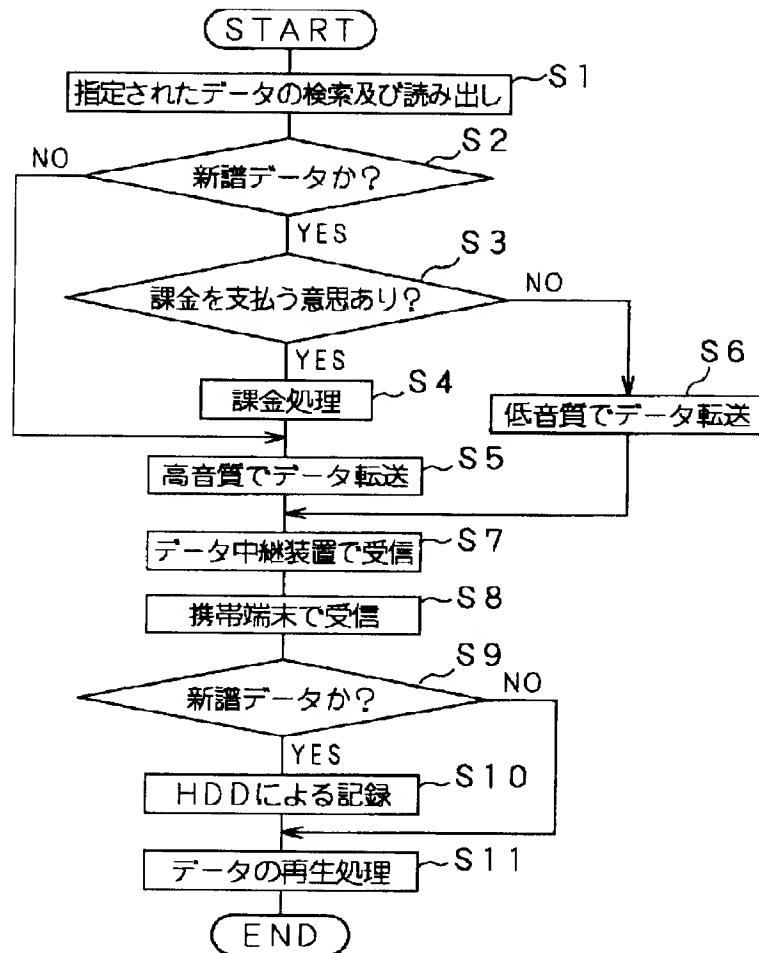 START
指定されたデータの検索及び読み出し
S1
NO
新譜データか?
S2
YES
課金を支払う意思あり?
S3
NO
YES
課金処理
S4
低音質でデータ転送
S6
高音質でデータ転送
S5
データ中継装置で受信
S7
携帯端末で受信
S8
新譜データか?
S9
NO
YES
HDDによる記録
S10
データの再生処理
S11
END